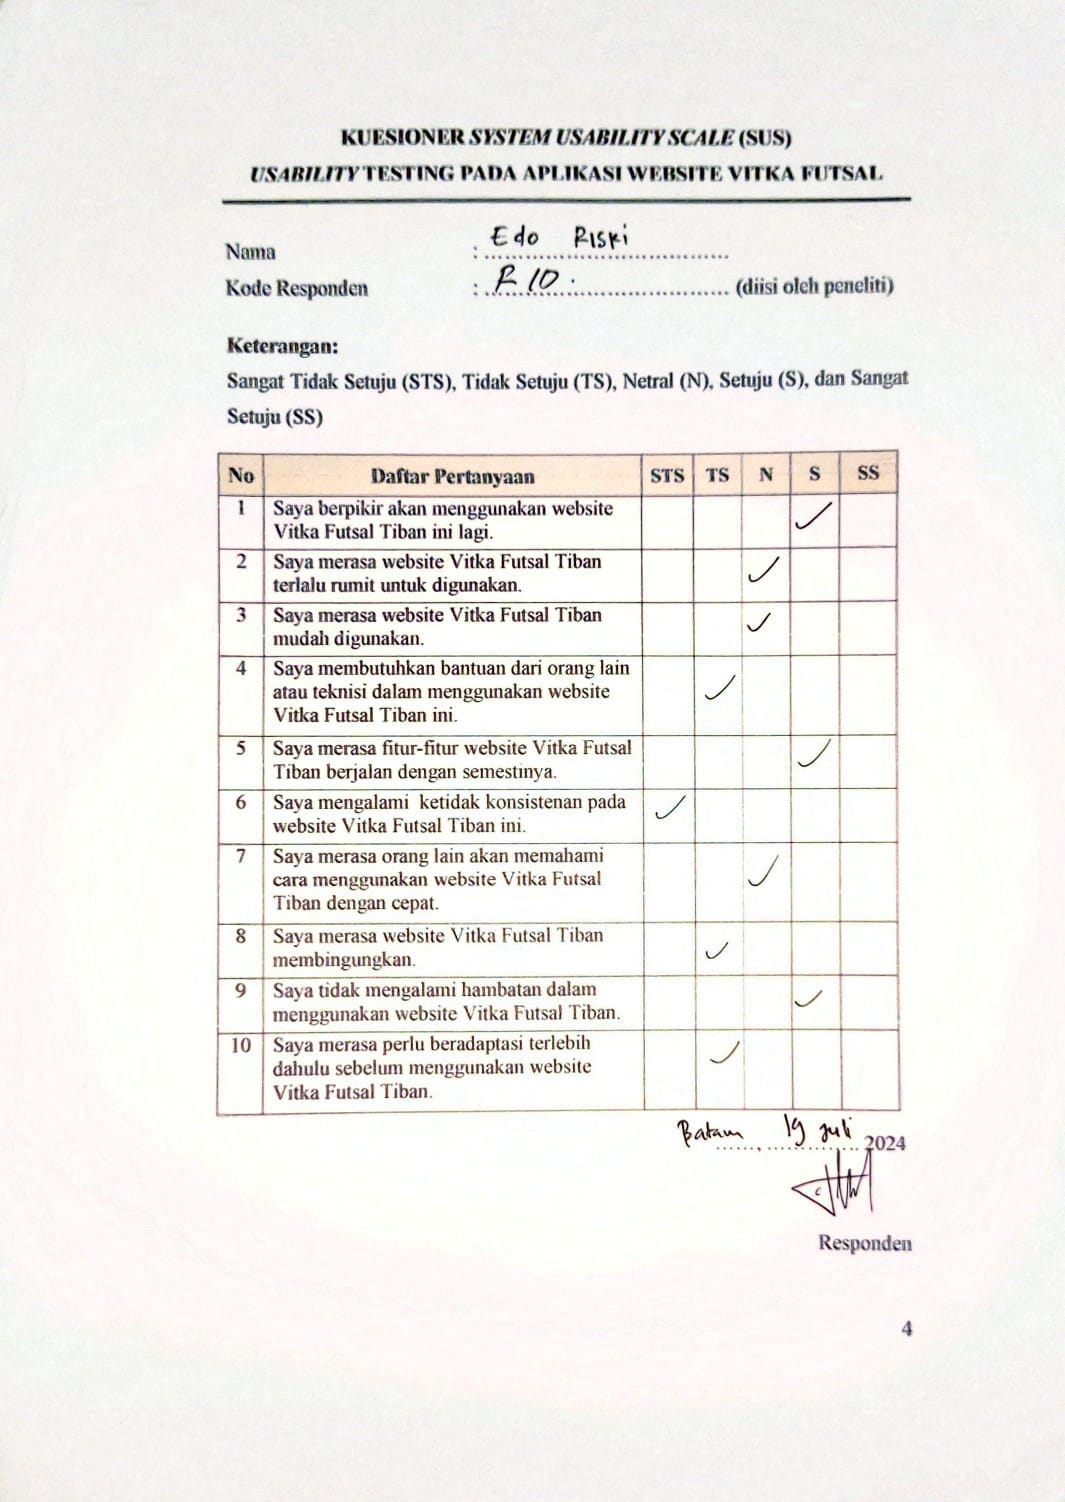 KUESIONER SYSTEM USABILITY SCALE (SUS)
USABILITY TESTING PADA APLIKASI WEBSITE VITKA FUTSAL
Nama : Edo Riski
Kode Responden : R 10 . (diisi oleh peneliti)
Keterangan:
Sangat Tidak Setuju (STS), Tidak Setuju (TS), Netral (N), Setuju (S), dan Sangat
Setuju (SS)
No Daftar Pertanyaan STS TS N S SS
1 Saya berpikir akan menggunakan website ✓
Vitka Futsal Tiban ini lagi.
2 Saya merasa website Vitka Futsal Tiban ✓
terlalu rumit untuk digunakan.
3 Saya merasa website Vitka Futsal Tiban ✓
mudah digunakan.
4 Saya membutuhkan bantuan dari orang lain ✓
atau teknisi dalam menggunakan website
Vitka Futsal Tiban ini.
5 Saya merasa fitur-fitur website Vitka Futsal ✓
Tiban berjalan dengan semestinya.
6 Saya mengalami ketidak konsistenan pada ✓
website Vitka Futsal Tiban ini.
7 Saya merasa orang lain akan memahami ✓
cara menggunakan website Vitka Futsal
Tiban dengan cepat.
8 Saya merasa website Vitka Futsal Tiban ✓
membingungkan.
9 Saya tidak mengalami hambatan dalam ✓
menggunakan website Vitka Futsal Tiban.
10 Saya merasa perlu beradaptasi terlebih ✓
dahulu sebelum menggunakan website
Vitka Futsal Tiban.
Batam, 19 Juli 2024
Responden
4